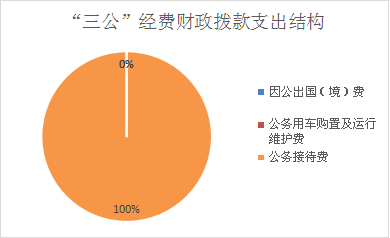 “三公”经费财政拨款支出结构
0%
因公出国（境）费
公务用车购置及运行
维护费
公务接待费
100%